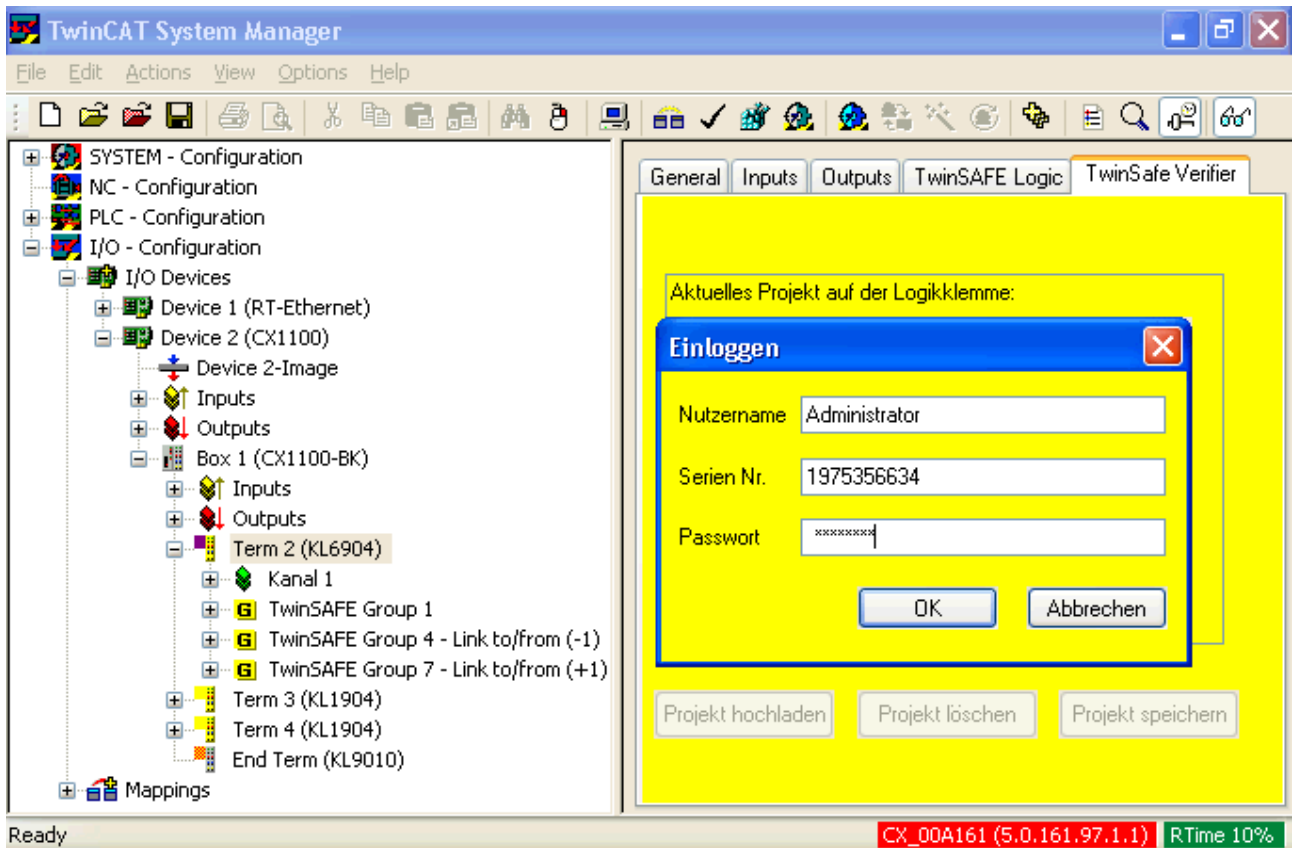 TwinCAT System Manager
File Edit Actions View Options Help
SYSTEM - Configuration
NC - Configuration
PLC - Configuration
I/O - Configuration
I/O Devices
Device 1 (RT-Ethernet)
Device 2 (CX1100)
Device 2-Image
Inputs
Outputs
Box 1 (CX1100-BK)
Inputs
Outputs
Term 2 (KL6904)
Kanal 1
G TwinSAFE Group 1
G TwinSAFE Group 4 - Link to/from (-1)
G TwinSAFE Group 7 - Link to/from (+1)
Term 3 (KL1904)
Term 4 (KL1904)
End Term (KL9010)
Mappings
General Inputs Outputs TwinSAFE Logic TwinSafe Verifier
Aktuelles Projekt auf der Logikklemme:
Einloggen
Nutzername Administrator
Serien Nr. 1975356634
Passwort ********
OK Abbrechen
Projekt hochladen Projekt löschen Projekt speichern
Ready CX_00A161 (5.0.161.97.1.1) RTime 10%